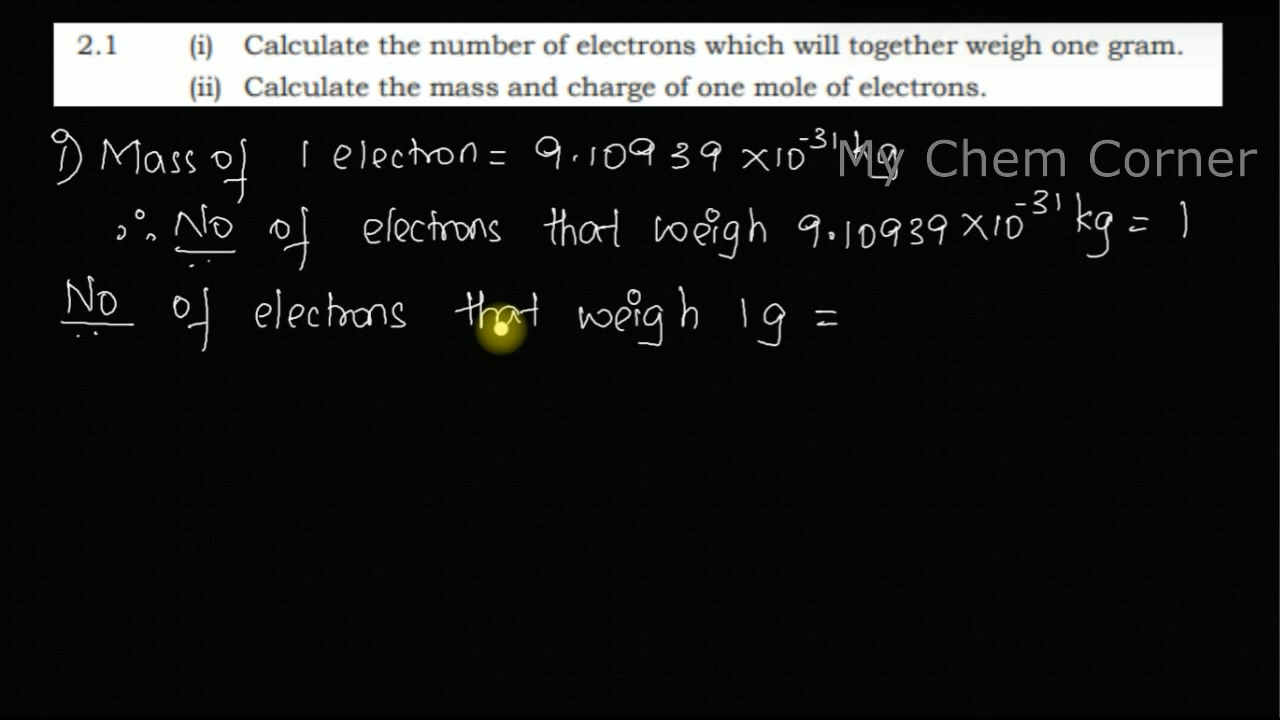 2.1 (i) Calculate the number of electrons which will together weigh one gram.
(ii) Calculate the mass and charge of one mole of electrons.
i) Mass of 1 electron = 9.10939 ×10⁻³¹ kg
My Chem Corner
∴ No of electrons that weigh 9.10939 ×10⁻³¹ kg = 1
No of electrons that weigh 1g =